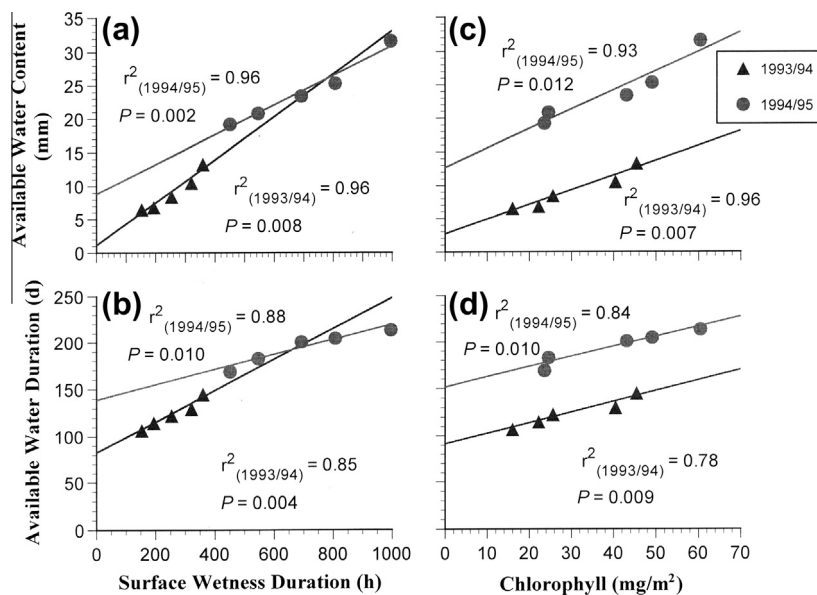 (a)
Available Water Content
(mm)
35
30
25
20
15
10
5
0
r2(1994/95) = 0.96
P = 0.002
r2(1993/94) = 0.96
P = 0.008
(c)
r2(1994/95) = 0.93
P = 0.012
r2(1993/94) = 0.96
P = 0.007
1993/94
1994/95
(b)
Available Water Duration (d)
250
200
150
100
50
0
r2(1994/95) = 0.88
P = 0.010
r2(1993/94) = 0.85
P = 0.004
0 200 400 600 800 1000
Surface Wetness Duration (h)
(d)
r2(1994/95) = 0.84
P = 0.010
r2(1993/94) = 0.78
P = 0.009
0 10 20 30 40 50 60 70
Chlorophyll (mg/m2)